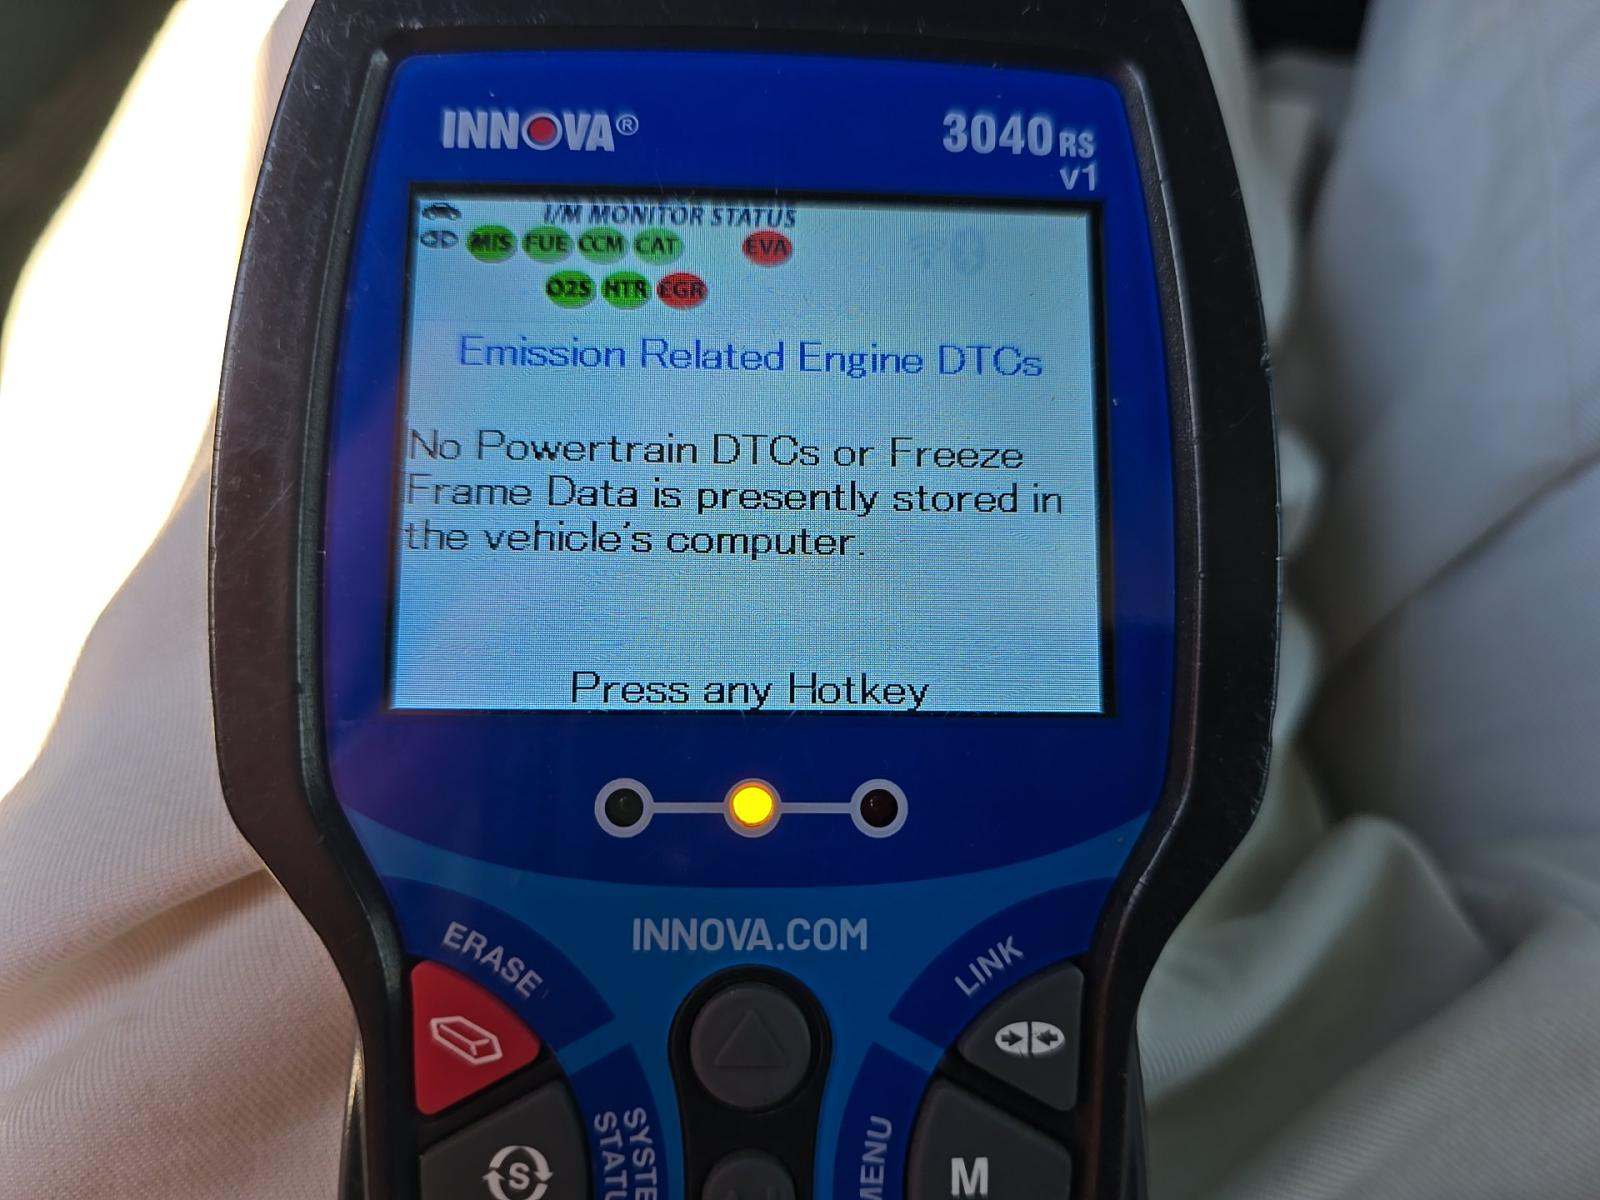 INNOVA®
3040RS
v1
I/M MONITOR STATUS
MIS FUE CCM CAT EVA
O2S HTR EGR
Emission Related Engine DTCs
No Powertrain DTCs or Freeze
Frame Data is presently stored in
the vehicle's computer.
Press any Hotkey
INNOVA.COM
ERASE
LINK
S
MENU
M